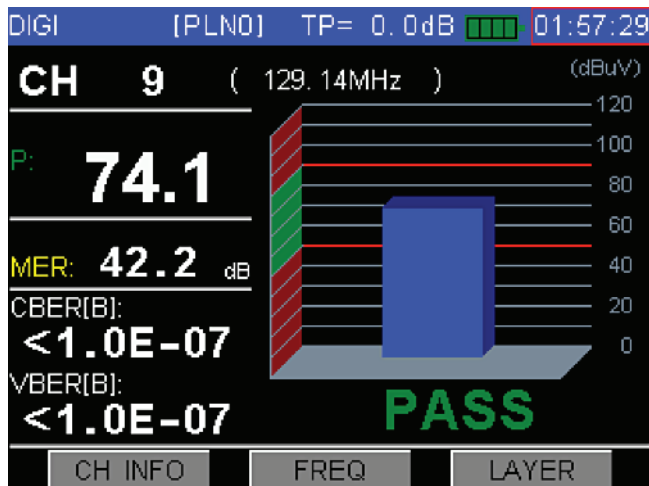 DIGI [PLN0] TP= 0.0dB 01:57:29
CH 9 ( 129.14MHz ) (dBuV)
120
100
P: 74.1
80
60
MER: 42.2 dB
40
CBER[B]:
20
<1.0E-07
0
VBER[B]:
<1.0E-07
PASS
CH INFO FREQ LAYER